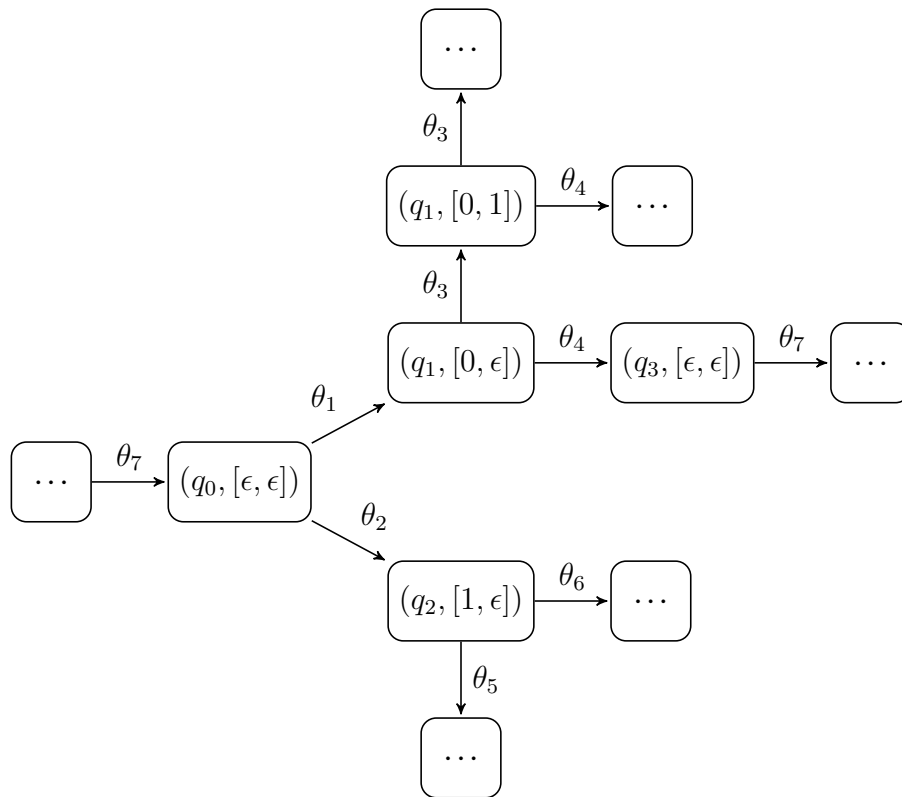 ⋯
θ₃
(q₁, [0, 1])
θ₄
⋯
θ₃
(q₁, [0, ϵ])
θ₄
(q₃, [ϵ, ϵ])
θ₇
⋯
θ₁
⋯
θ₇
(q₀, [ϵ, ϵ])
θ₂
(q₂, [1, ϵ])
θ₆
⋯
θ₅
⋯